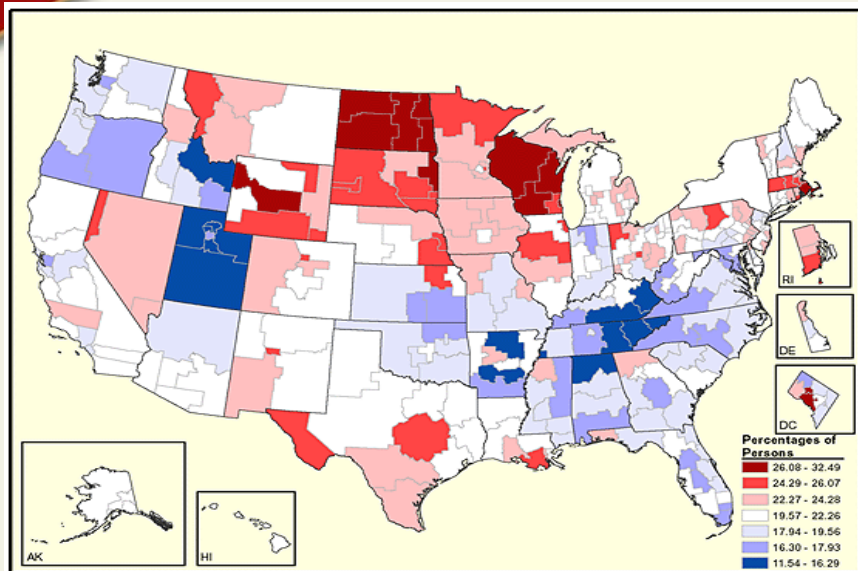 RI
DE
DC
AK
HI
Percentages of
Persons
26.08 - 32.49
24.29 - 26.07
22.27 - 24.28
19.57 - 22.26
17.94 - 19.56
16.30 - 17.93
11.54 - 16.29